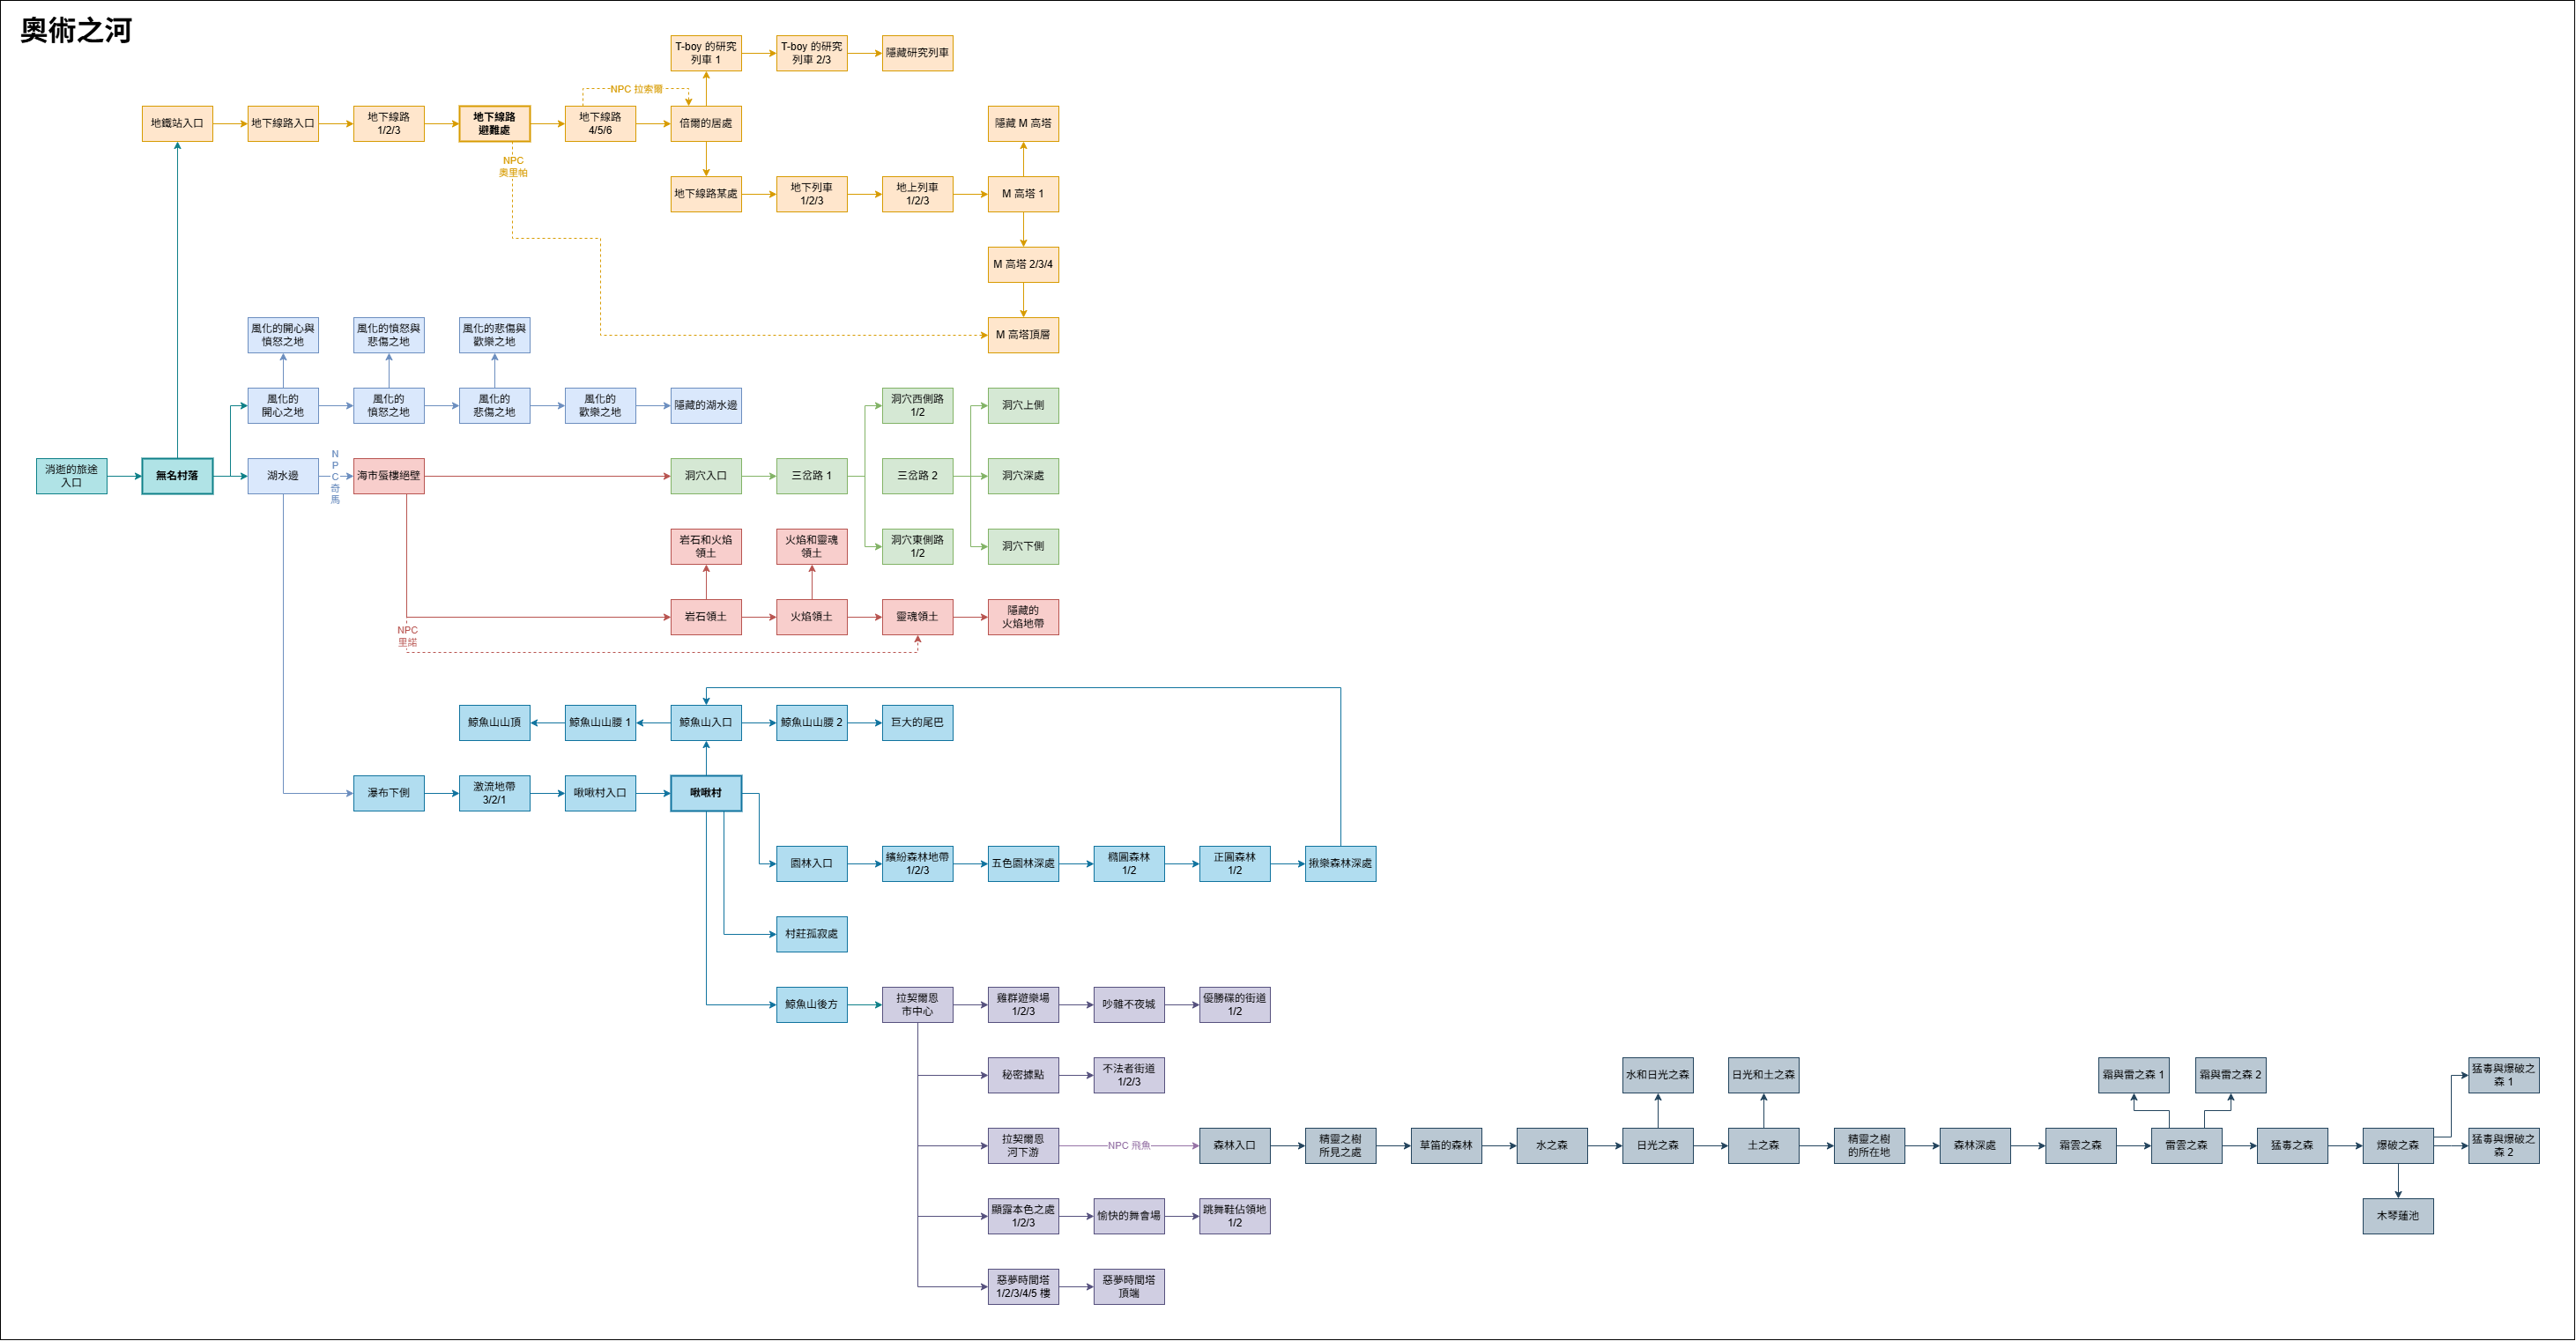 奧術之河
T-boy 的研究
列車 1
T-boy 的研究
列車 2/3
隱藏研究列車
NPC 拉索爾
地鐵站入口
地下線路入口
地下線路
1/2/3
地下線路
避難處
地下線路
4/5/6
倍爾的居處
隱藏 M 高塔
NPC
奧里帕
地下線路某處
地下列車
1/2/3
地上列車
1/2/3
M 高塔 1
M 高塔 2/3/4
風化的開心與
憤怒之地
風化的憤怒與
悲傷之地
風化的悲傷與
歡樂之地
M 高塔頂層
風化的
開心之地
風化的
憤怒之地
風化的
悲傷之地
風化的
歡樂之地
隱藏的湖水邊
洞穴西側路
1/2
洞穴上側
消逝的旅途
入口
無名村落
湖水邊
N
P
C
奇
馬
海市蜃樓絕壁
洞穴入口
三岔路 1
三岔路 2
洞穴深處
岩石和火焰
領土
火焰和靈魂
領土
洞穴東側路
1/2
洞穴下側
岩石領土
火焰領土
靈魂領土
隱藏的
火焰地帶
NPC
里諾
鯨魚山山頂
鯨魚山山腰 1
鯨魚山入口
鯨魚山山腰 2
巨大的尾巴
瀑布下側
激流地帶
3/2/1
啾啾村入口
啾啾村
園林入口
繽紛森林地帶
1/2/3
五色園林深處
橢圓森林
1/2
正圓森林
1/2
揪樂森林深處
村莊孤寂處
鯨魚山後方
拉契爾恩
市中心
雞群遊樂場
1/2/3
吵雜不夜城
優勝碟的街道
1/2
秘密據點
不法者街道
1/2/3
水和日光之森
日光和土之森
霜與雷之森 1
霜與雷之森 2
猛毒與爆破之
森 1
拉契爾恩
河下游
NPC 飛魚
森林入口
精靈之樹
所見之處
草笛的森林
水之森
日光之森
土之森
精靈之樹
的所在地
森林深處
霜雲之森
雷雲之森
猛毒之森
爆破之森
猛毒與爆破之
森 2
顯露本色之處
1/2/3
愉快的舞會場
跳舞鞋佔領地
1/2
木琴蓮池
惡夢時間塔
1/2/3/4/5 樓
惡夢時間塔
頂端